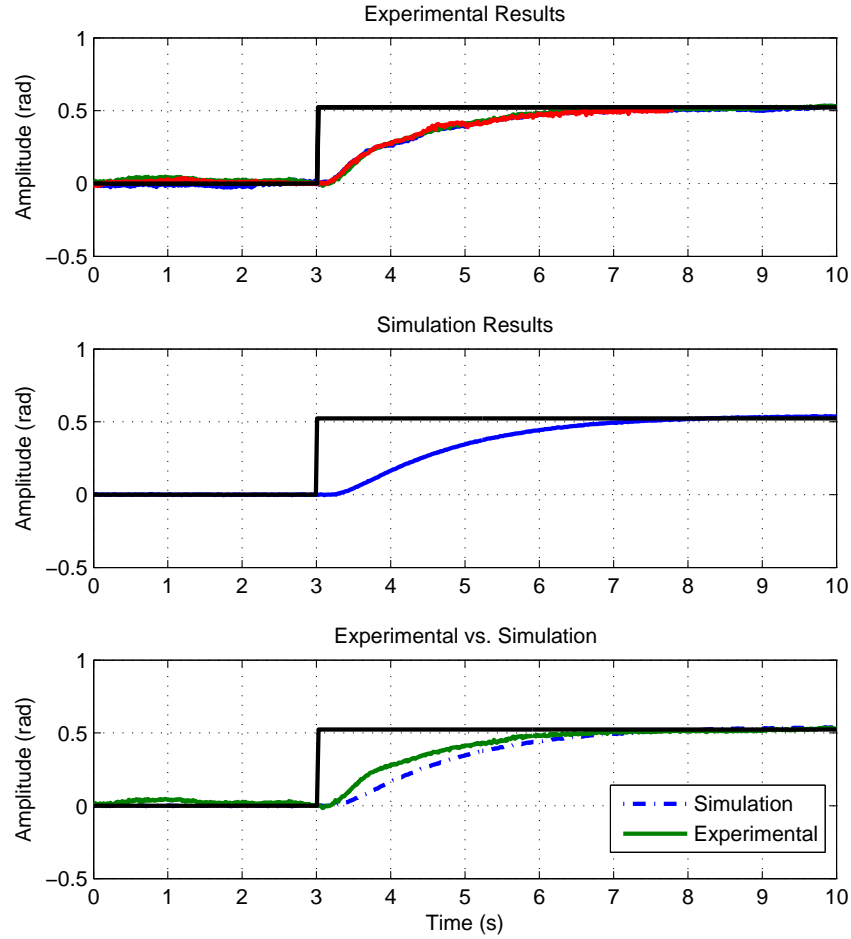 Experimental Results
1
0.5
0
−0.5
Amplitude (rad)
0 1 2 3 4 5 6 7 8 9 10
Simulation Results
1
0.5
0
−0.5
Amplitude (rad)
0 1 2 3 4 5 6 7 8 9 10
Experimental vs. Simulation
1
0.5
0
−0.5
Amplitude (rad)
Simulation
Experimental
0 1 2 3 4 5 6 7 8 9 10
Time (s)